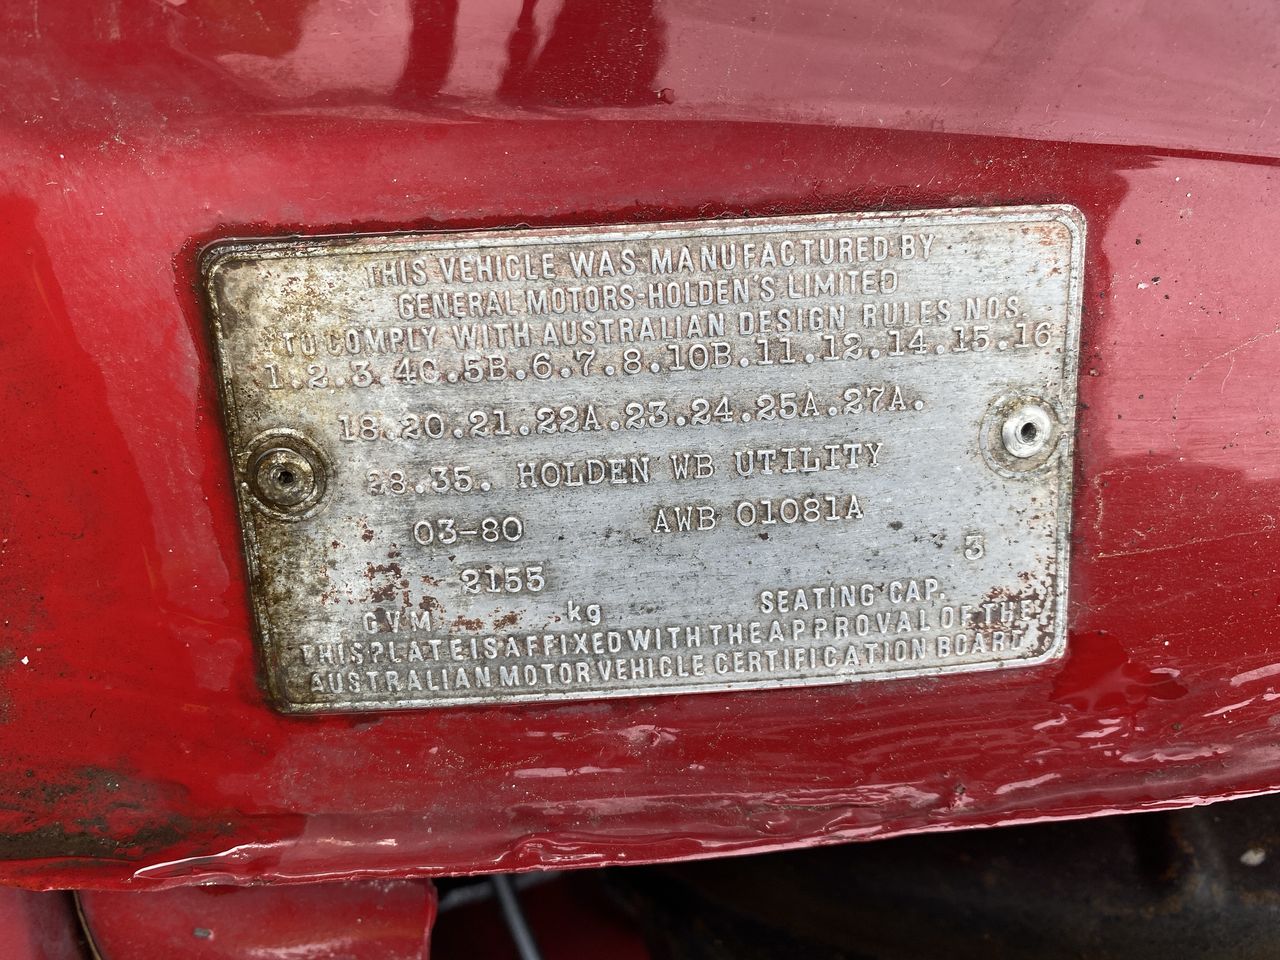 THIS VEHICLE WAS MANUFACTURED BY
GENERAL MOTORS-HOLDEN'S LIMITED
TO COMPLY WITH AUSTRALIAN DESIGN RULES NOS.
1.2.3.4C.5B.6.7.8.10B.11.12.14.15.16
18.20.21.22A.23.24.25A.27A.
28.35. HOLDEN WB UTILITY
03-80 AWB 01081A
2155 3
GVM kg SEATING CAP.
THIS PLATE IS AFFIXED WITH THE APPROVAL OF THE
AUSTRALIAN MOTOR VEHICLE CERTIFICATION BOARD